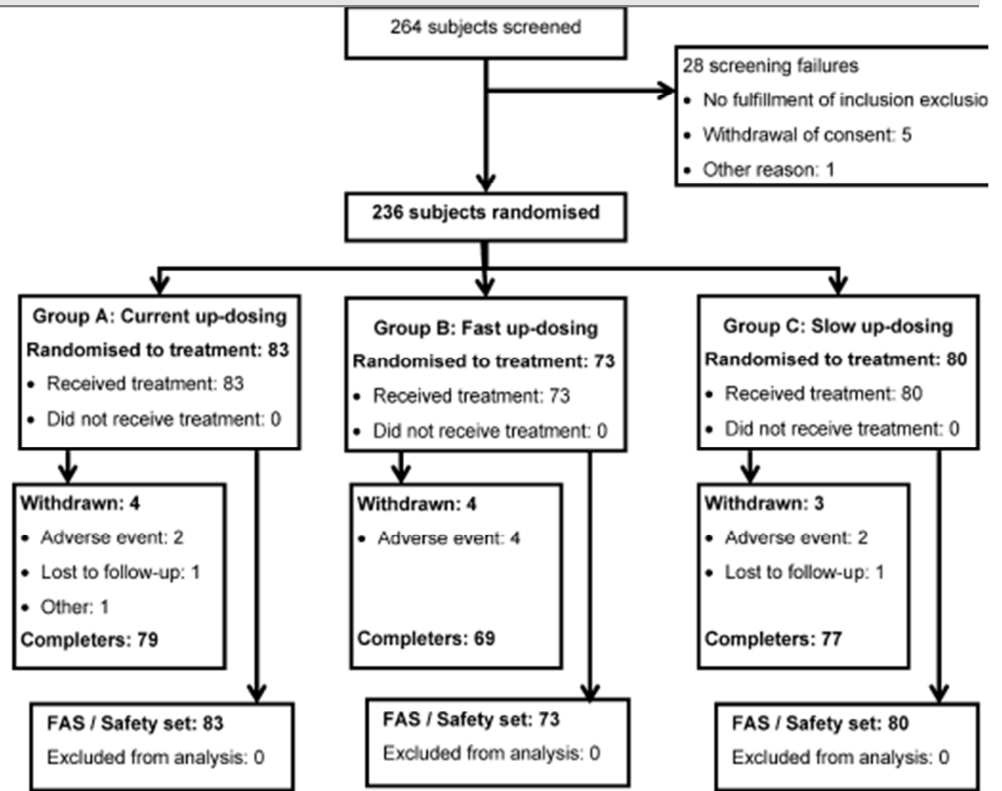 264 subjects screened
28 screening failures
• No fulfillment of inclusion exclusio
• Withdrawal of consent: 5
• Other reason: 1
236 subjects randomised
Group A: Current up-dosing
Randomised to treatment: 83
• Received treatment: 83
• Did not receive treatment: 0
Group B: Fast up-dosing
Randomised to treatment: 73
• Received treatment: 73
• Did not receive treatment: 0
Group C: Slow up-dosing
Randomised to treatment: 80
• Received treatment: 80
• Did not receive treatment: 0
Withdrawn: 4
• Adverse event: 2
• Lost to follow-up: 1
• Other: 1
Completers: 79
Withdrawn: 4
• Adverse event: 4
Completers: 69
Withdrawn: 3
• Adverse event: 2
• Lost to follow-up: 1
Completers: 77
FAS / Safety set: 83
Excluded from analysis: 0
FAS / Safety set: 73
Excluded from analysis: 0
FAS / Safety set: 80
Excluded from analysis: 0